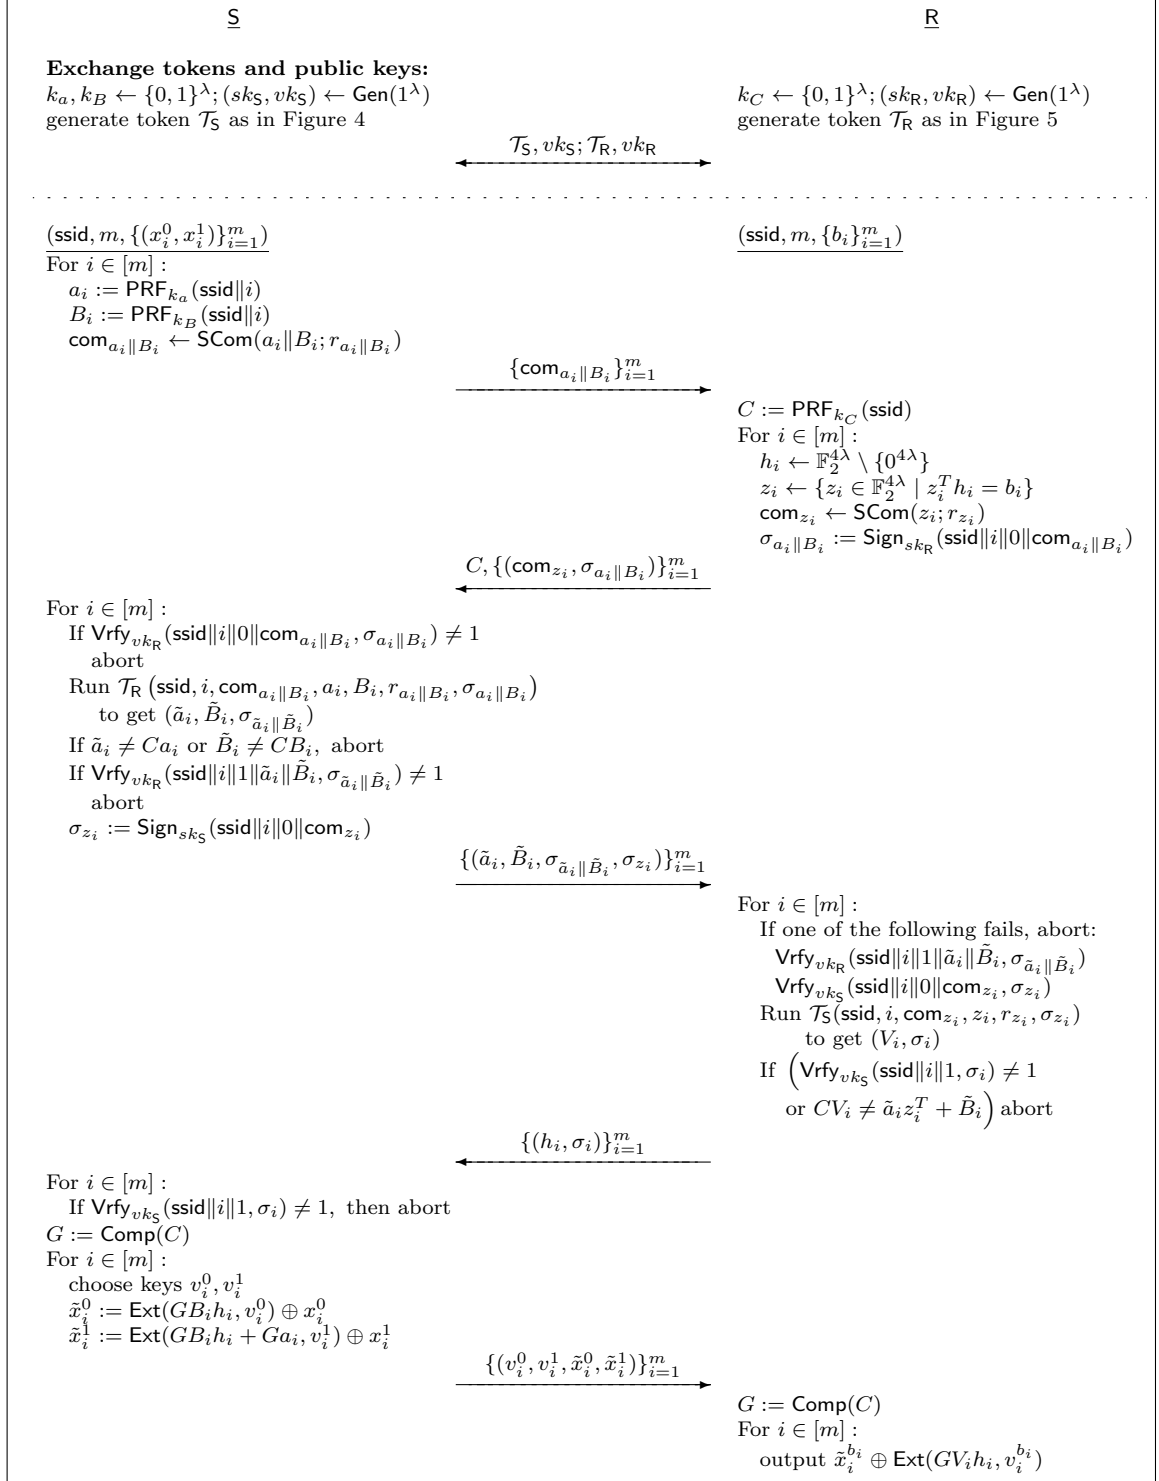 S R
Exchange tokens and public keys:
k_a, k_B ← {0, 1}^λ; (sk_S, vk_S) ← Gen(1^λ)
generate token 𝒯_S as in Figure 4
k_C ← {0, 1}^λ; (sk_R, vk_R) ← Gen(1^λ)
generate token 𝒯_R as in Figure 5
𝒯_S, vk_S; 𝒯_R, vk_R
(ssid, m, {(x_i^0, x_i^1)}_{i=1}^m)
(ssid, m, {b_i}_{i=1}^m)
For i ∈ [m] :
a_i := PRF_{k_a}(ssid‖i)
B_i := PRF_{k_B}(ssid‖i)
com_{a_i‖B_i} ← SCom(a_i‖B_i; r_{a_i‖B_i})
{com_{a_i‖B_i}}_{i=1}^m
C := PRF_{k_C}(ssid)
For i ∈ [m] :
h_i ← 𝔽_2^{4λ} \ {0^{4λ}}
z_i ← {z_i ∈ 𝔽_2^{4λ} | z_i^T h_i = b_i}
com_{z_i} ← SCom(z_i; r_{z_i})
σ_{a_i‖B_i} := Sign_{sk_R}(ssid‖i‖0‖com_{a_i‖B_i})
C, {(com_{z_i}, σ_{a_i‖B_i})}_{i=1}^m
For i ∈ [m] :
If Vrfy_{vk_R}(ssid‖i‖0‖com_{a_i‖B_i}, σ_{a_i‖B_i}) ≠ 1
abort
Run 𝒯_R (ssid, i, com_{a_i‖B_i}, a_i, B_i, r_{a_i‖B_i}, σ_{a_i‖B_i})
to get (ã_i, B̃_i, σ_{ã_i‖B̃_i})
If ã_i ≠ Ca_i or B̃_i ≠ CB_i, abort
If Vrfy_{vk_R}(ssid‖i‖1‖ã_i‖B̃_i, σ_{ã_i‖B̃_i}) ≠ 1
abort
σ_{z_i} := Sign_{sk_S}(ssid‖i‖0‖com_{z_i})
{(ã_i, B̃_i, σ_{ã_i‖B̃_i}, σ_{z_i})}_{i=1}^m
For i ∈ [m] :
If one of the following fails, abort:
Vrfy_{vk_R}(ssid‖i‖1‖ã_i‖B̃_i, σ_{ã_i‖B̃_i})
Vrfy_{vk_S}(ssid‖i‖0‖com_{z_i}, σ_{z_i})
Run 𝒯_S(ssid, i, com_{z_i}, z_i, r_{z_i}, σ_{z_i})
to get (V_i, σ_i)
If (Vrfy_{vk_S}(ssid‖i‖1, σ_i) ≠ 1
or CV_i ≠ ã_i z_i^T + B̃_i) abort
{(h_i, σ_i)}_{i=1}^m
For i ∈ [m] :
If Vrfy_{vk_S}(ssid‖i‖1, σ_i) ≠ 1, then abort
G := Comp(C)
For i ∈ [m] :
choose keys v_i^0, v_i^1
x̃_i^0 := Ext(GB_i h_i, v_i^0) ⊕ x_i^0
x̃_i^1 := Ext(GB_i h_i + Ga_i, v_i^1) ⊕ x_i^1
{(v_i^0, v_i^1, x̃_i^0, x̃_i^1)}_{i=1}^m
G := Comp(C)
For i ∈ [m] :
output x̃_i^{b_i} ⊕ Ext(GV_i h_i, v_i^{b_i})